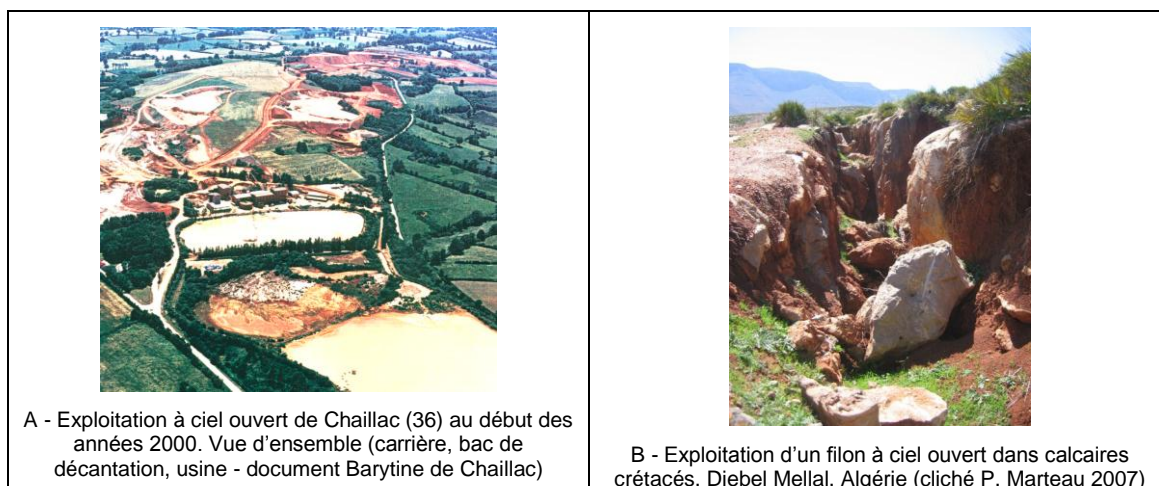 A - Exploitation à ciel ouvert de Chaillac (36) au début des
années 2000. Vue d'ensemble (carrière, bac de
décantation, usine - document Barytine de Chaillac)
B - Exploitation d'un filon à ciel ouvert dans calcaires
crétacés. Djebel Mellal. Algérie (cliché P. Marteau 2007)